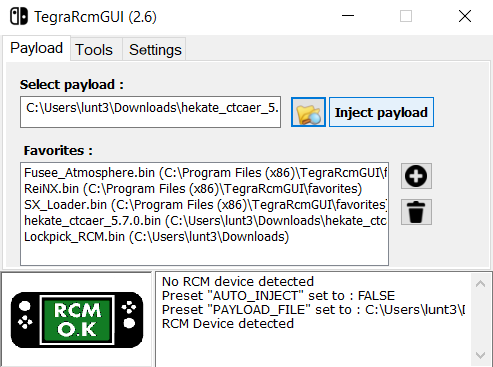 TegraRcmGUI (2.6)
Payload Tools Settings
Select payload :
C:\Users\lunt3\Downloads\hekate_ctcaer_5.
Inject payload
Favorites :
Fusee_Atmosphere.bin (C:\Program Files (x86)\TegraRcmGUI\f
ReiNX.bin (C:\Program Files (x86)\TegraRcmGUI\favorites)
SX_Loader.bin (C:\Program Files (x86)\TegraRcmGUI\favorites)
hekate_ctcaer_5.7.0.bin (C:\Users\lunt3\Downloads\hekate_ctc
Lockpick_RCM.bin (C:\Users\lunt3\Downloads)
RCM
O.K
No RCM device detected
Preset "AUTO_INJECT" set to : FALSE
Preset "PAYLOAD_FILE" set to : C:\Users\lunt3\D
RCM Device detected